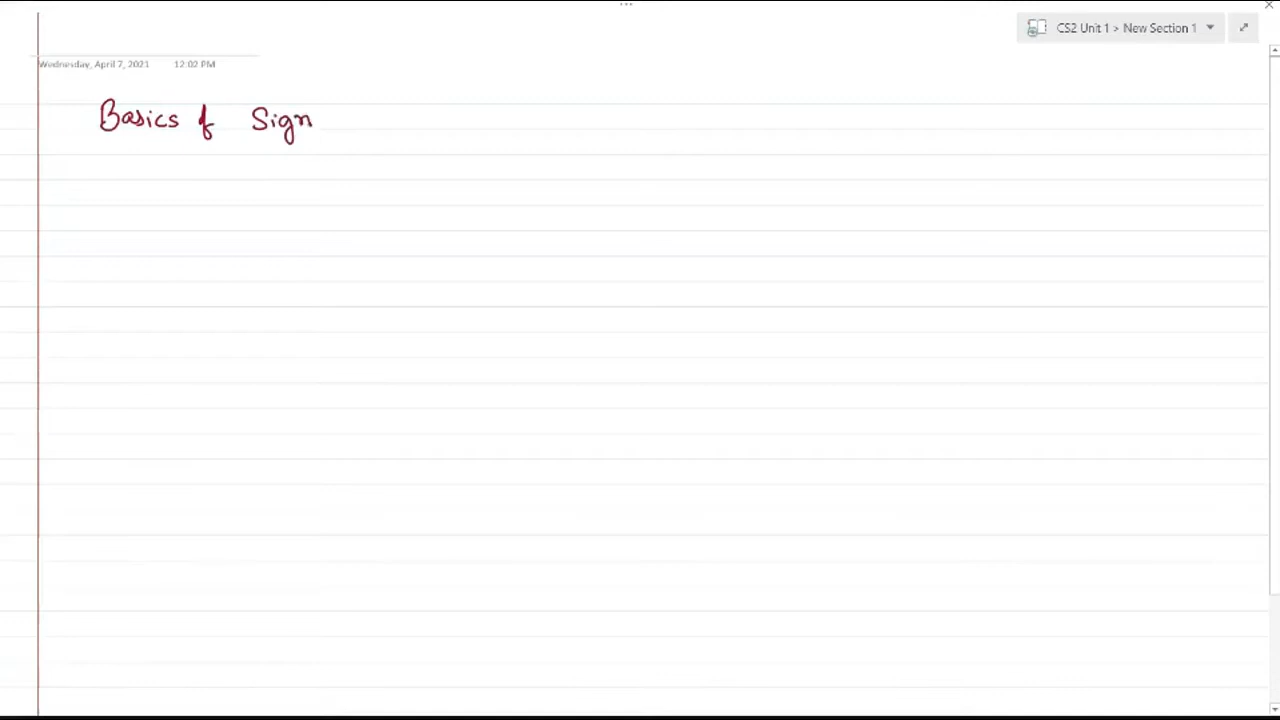 CS2 Unit 1 > New Section 1
Wednesday, April 7, 2021 12:02 PM
Basics of Sign